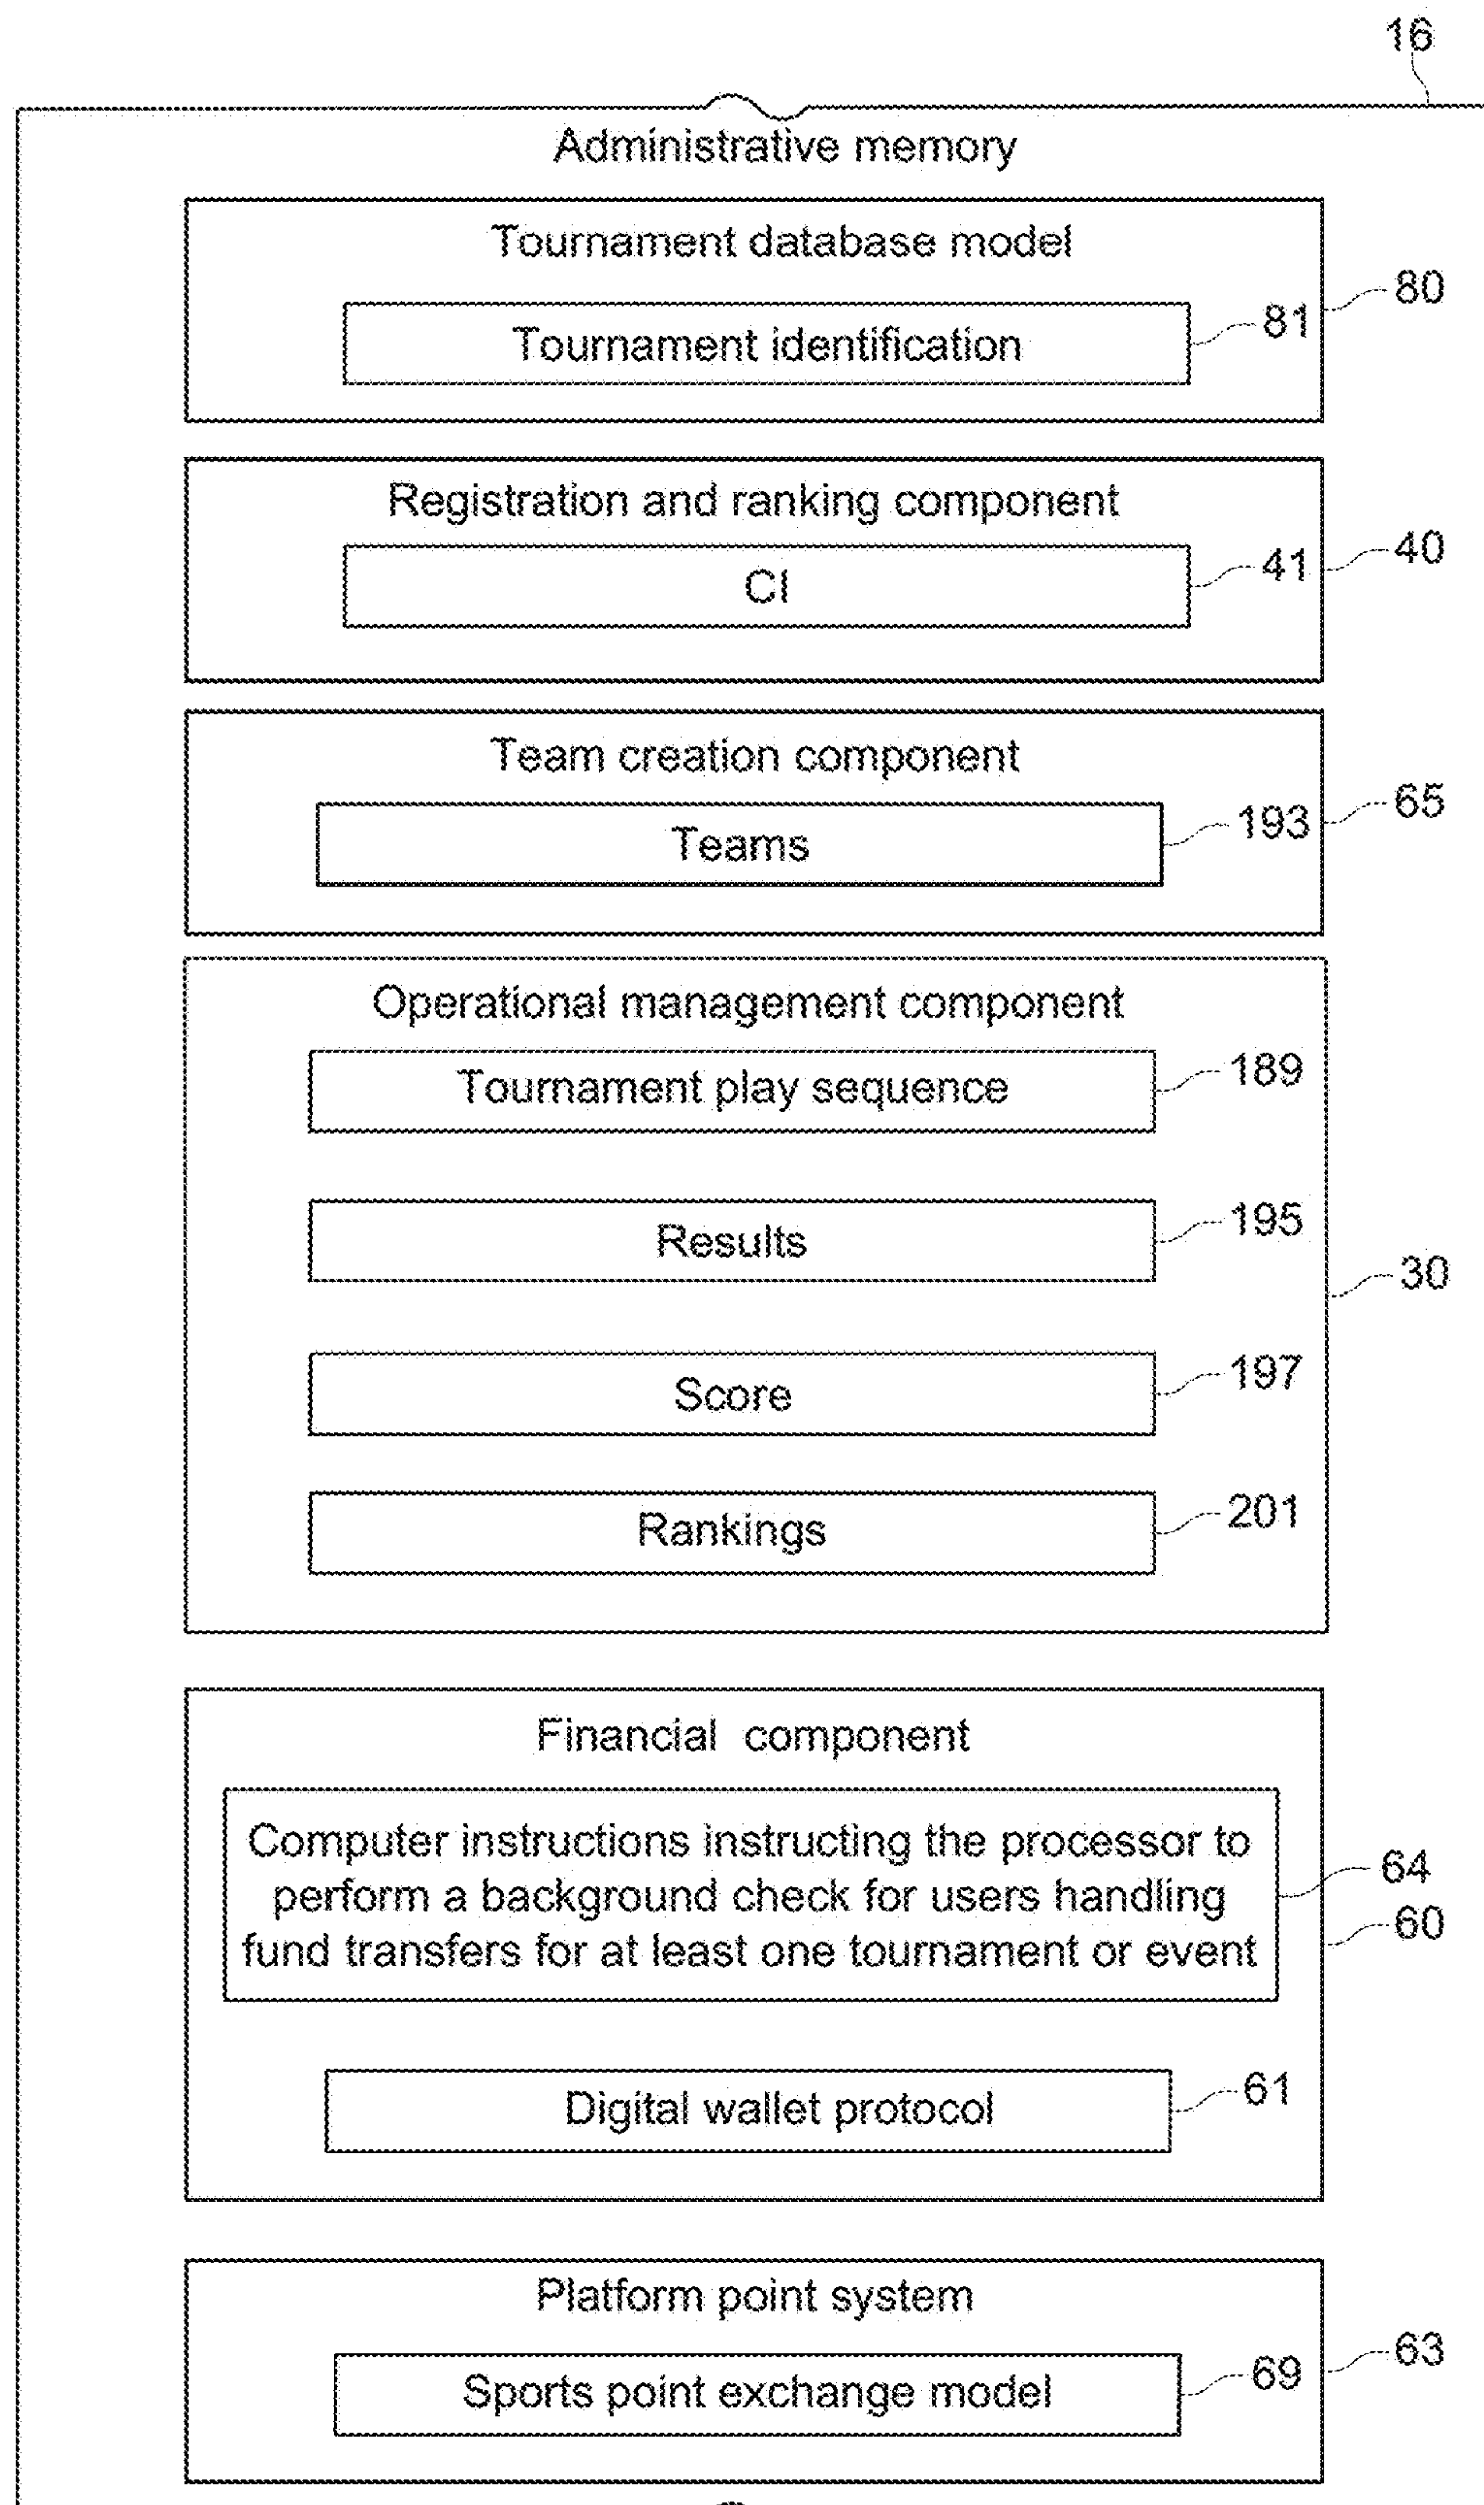 16
Administrative memory
Tournament database model
80
Tournament identification
81
Registration and ranking component
40
CI
41
Team creation component
65
Teams
193
Operational management component
Tournament play sequence
189
Results
195
30
Score
197
Rankings
201
Financial component
Computer instructions instructing the processor to
perform a background check for users handling
fund transfers for at least one tournament or event
64
60
Digital wallet protocol
61
Platform point system
63
Sports point exchange model
69